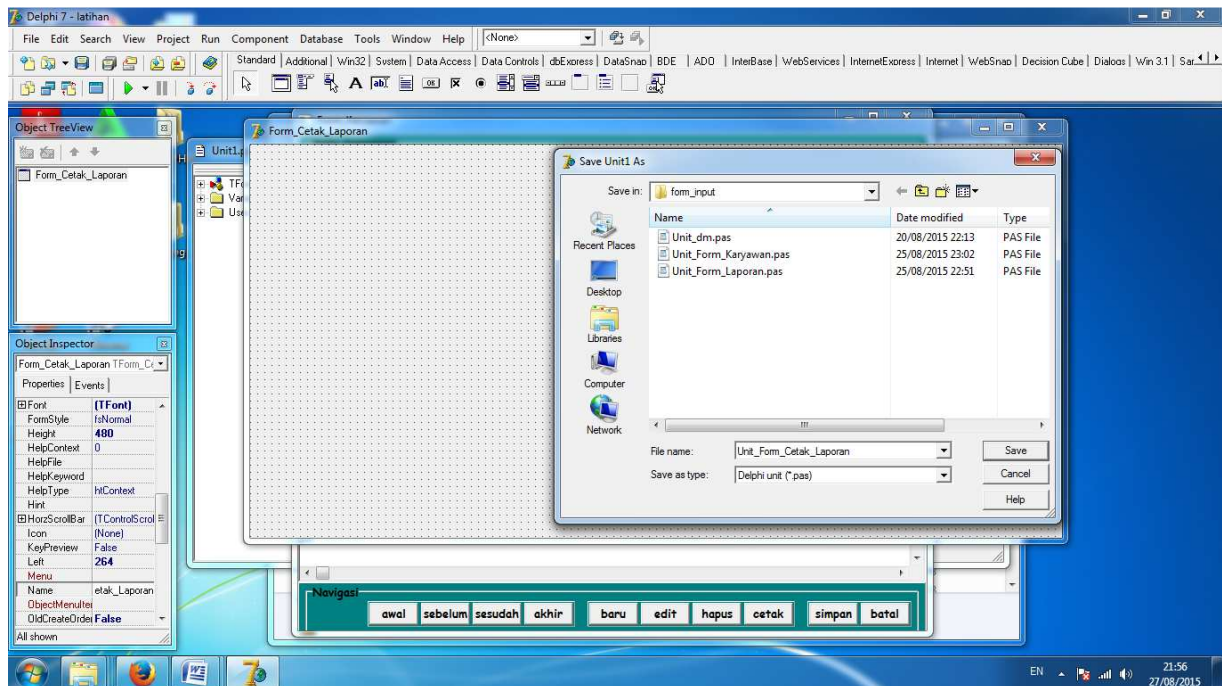 Delphi 7 - latihan
File Edit Search View Project Run Component Database Tools Window Help <None>
Standard Additional Win32 System Data Access Data Controls dbExpress DataSnap BDE ADO InterBase WebServices InternetExpress Internet WebSnap Decision Cube Dialogs Win 3.1
Object TreeView
Form_Cetak_Laporan
Unit1.p
Form_Cetak_Laporan
Save Unit1 As
Save in: form_input
Name Date modified Type
Unit_dm.pas 20/08/2015 22:13 PAS File
Unit_Form_Karyawan.pas 25/08/2015 23:02 PAS File
Unit_Form_Laporan.pas 25/08/2015 22:51 PAS File
Recent Places
Desktop
Libraries
Computer
Network
File name: Unit_Form_Cetak_Laporan Save
Save as type: Delphi unit (*.pas) Cancel
Help
Object Inspector
Form_Cetak_Laporan
Properties Events
Font (TFont)
FormStyle fsNormal
Height 480
HelpContext 0
HelpFile
HelpKeyword
HelpType htContext
Hint
HorzScrollBar (TControlScrol
Icon (None)
KeyPreview False
Left 264
Menu
Name etak_Laporan
ObjectMenuIte
OldCreateOrde False
All shown
Navigasi
awal sebelum sesudah akhir baru edit hapus cetak simpan batal
EN 21:56
27/08/2015